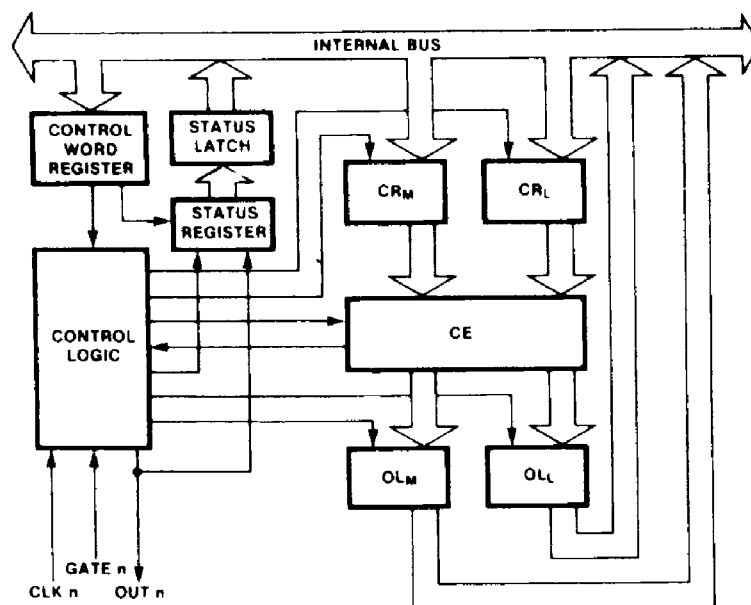 INTERNAL BUS
CONTROL
WORD
REGISTER
STATUS
LATCH
STATUS
REGISTER
CRM
CRL
CONTROL
LOGIC
CE
OLM
OLL
GATE n
CLK n
OUT n